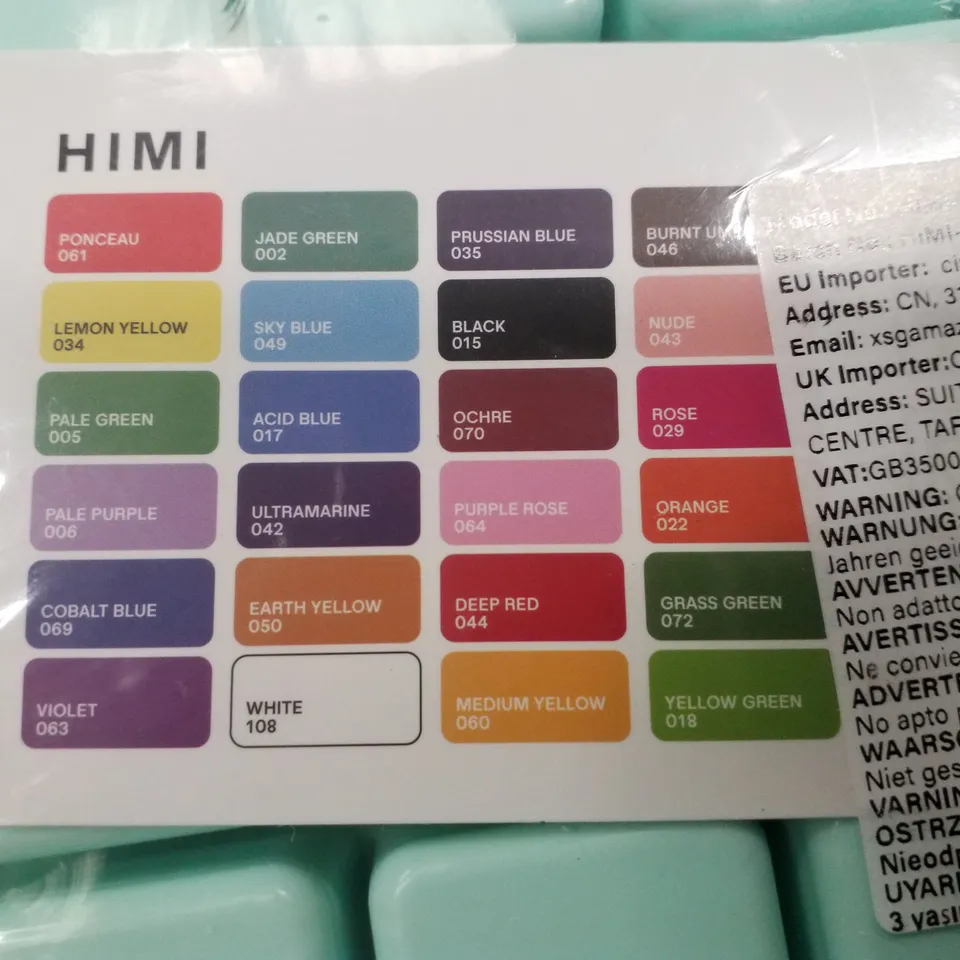 HIMI
PONCEAU
061
JADE GREEN
002
PRUSSIAN BLUE
035
BURNT
046
LEMON YELLOW
034
SKY BLUE
049
BLACK
015
NUDE
043
PALE GREEN
005
ACID BLUE
017
OCHRE
070
ROSE
029
PALE PURPLE
006
ULTRAMARINE
042
PURPLE ROSE
064
ORANGE
022
COBALT BLUE
069
EARTH YELLOW
050
DEEP RED
044
GRASS GREEN
072
VIOLET
063
WHITE
108
MEDIUM YELLOW
060
YELLOW GREEN
018
EU Importer:
Address: CN,
Email:
UK Importer:
Address:
CENTRE,
WARNING:
WARNUNG:
Jahren
Non
Ne
No apto
Niet
3